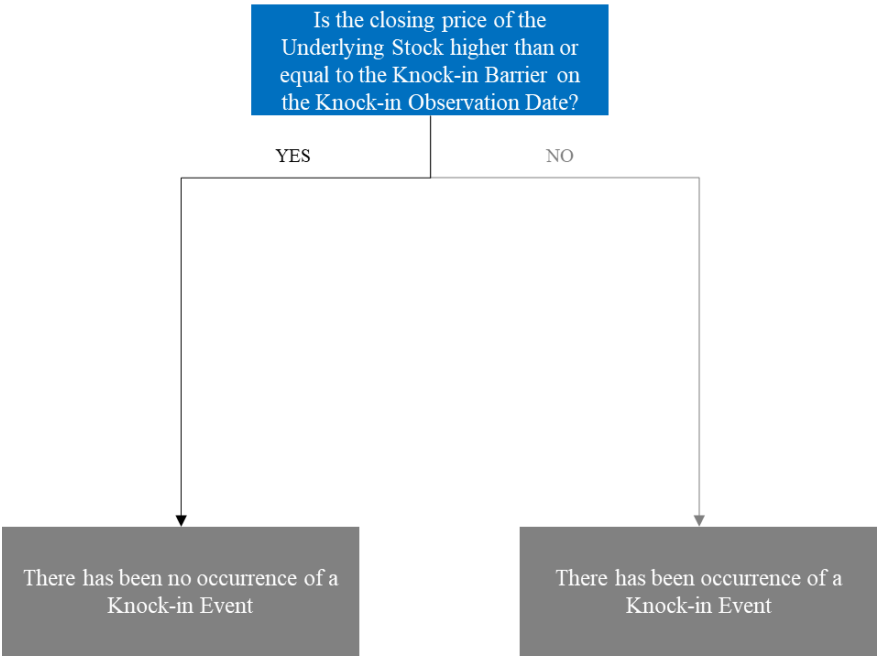 Is the closing price of the
Underlying Stock higher than or
equal to the Knock-in Barrier on
the Knock-in Observation Date?
YES
NO
There has been no occurrence of a
Knock-in Event
There has been occurrence of a
Knock-in Event